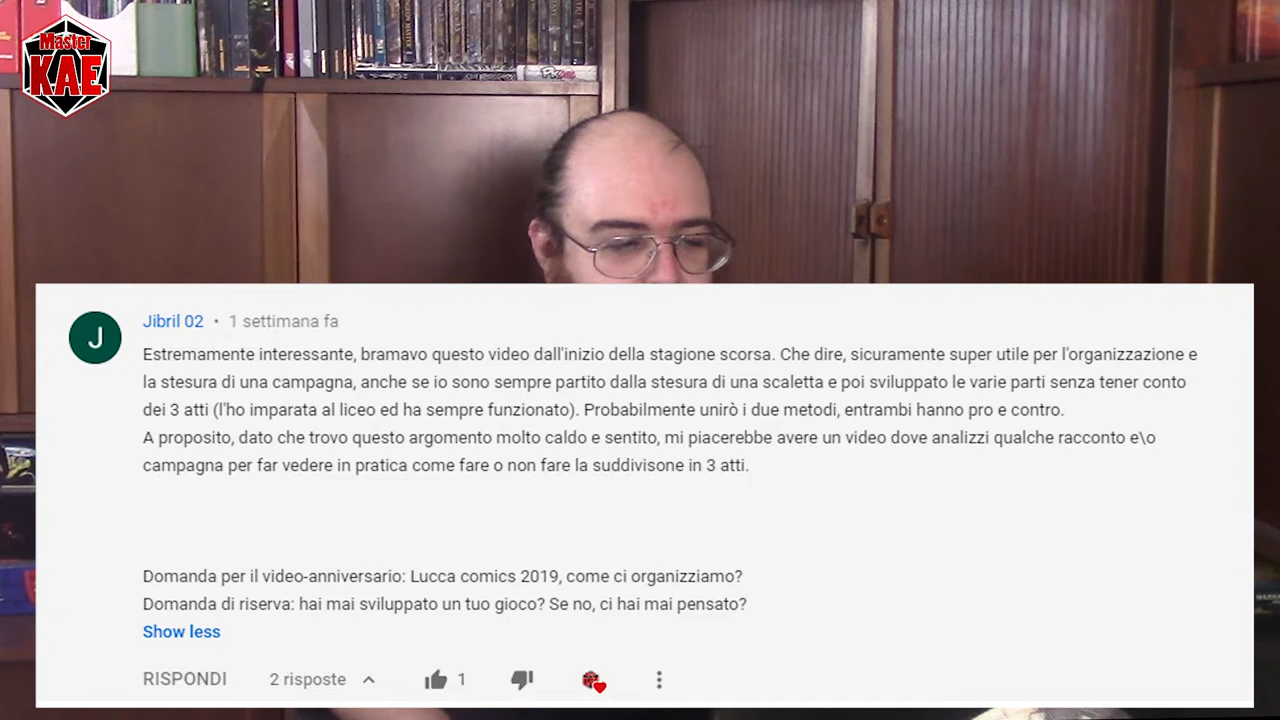 Master
KAE
J
Jibril 02 • 1 settimana fa
Estremamente interessante, bramavo questo video dall'inizio della stagione scorsa. Che dire, sicuramente super utile per l'organizzazione e
la stesura di una campagna, anche se io sono sempre partito dalla stesura di una scaletta e poi sviluppato le varie parti senza tener conto
dei 3 atti (l'ho imparata al liceo ed ha sempre funzionato). Probabilmente unirò i due metodi, entrambi hanno pro e contro.
A proposito, dato che trovo questo argomento molto caldo e sentito, mi piacerebbe avere un video dove analizzi qualche racconto e\o
campagna per far vedere in pratica come fare o non fare la suddivisone in 3 atti.
Domanda per il video-anniversario: Lucca comics 2019, come ci organizziamo?
Domanda di riserva: hai mai sviluppato un tuo gioco? Se no, ci hai mai pensato?
Show less
RISPONDI 2 risposte 1